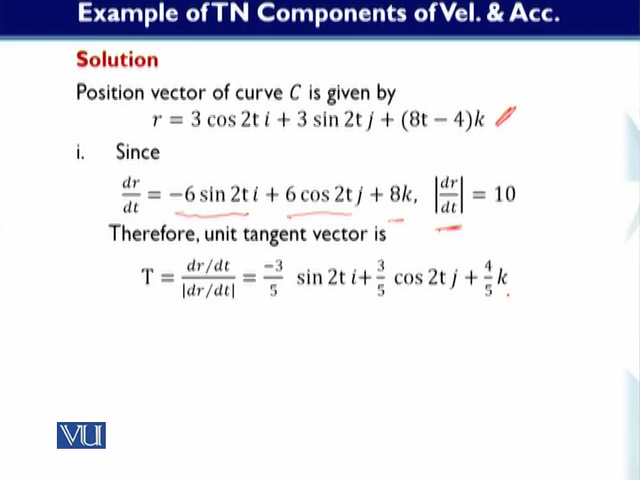 Example of TN Components of Vel. & Acc.
Solution
Position vector of curve C is given by
r = 3 cos 2t i + 3 sin 2t j + (8t − 4)k
i. Since
dr/dt = −6 sin 2t i + 6 cos 2t j + 8k, |dr/dt| = 10
Therefore, unit tangent vector is
T = dr/dt / |dr/dt| = −3/5 sin 2t i + 3/5 cos 2t j + 4/5 k
VU